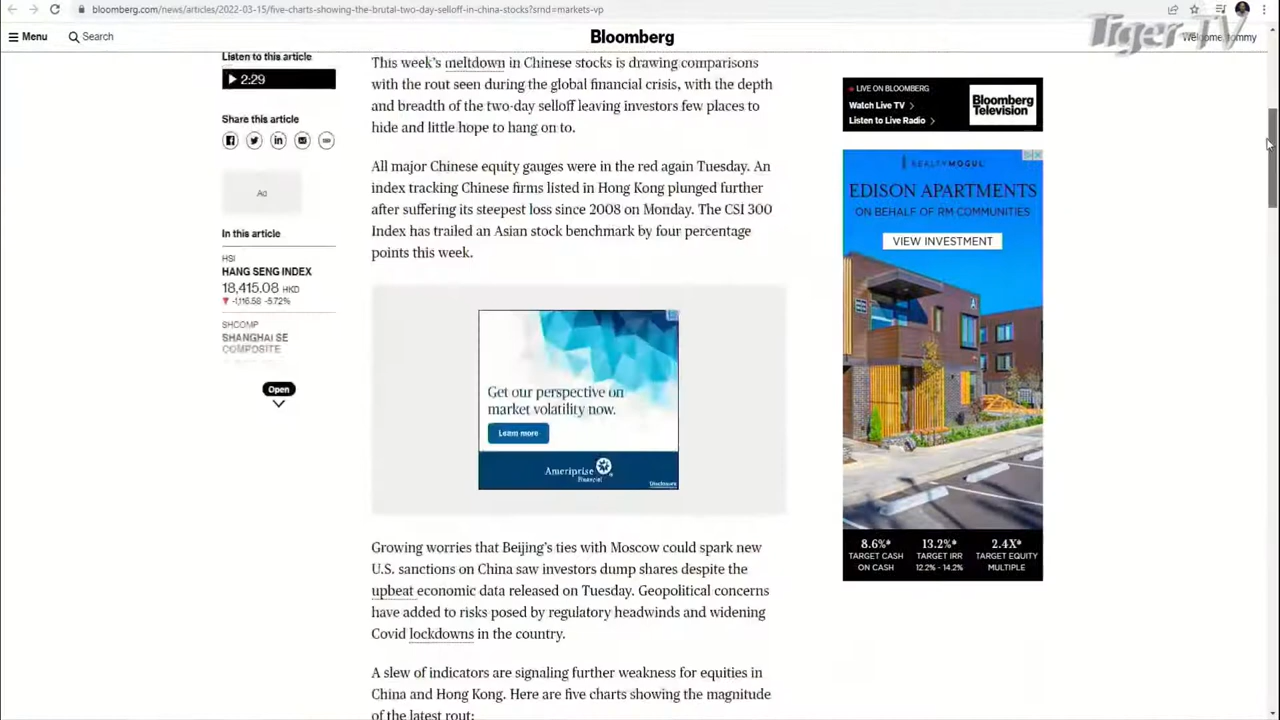 bloomberg.com/news/articles/2022-03-15/five-charts-showing-the-brutal-two-day-selloff-in-china-stocks?srnd=markets-vp
Tiger-TV
Menu
Search
Bloomberg
Listen to this article
2:29
Share this article
Ad
In this article
HSI
HANG SENG INDEX
18,415.08 HKD
▼ -1,116.58 -5.72%
SHCOMP
SHANGHAI SE
COMPOSITE
Open
This week's meltdown in Chinese stocks is drawing comparisons
with the rout seen during the global financial crisis, with the depth
and breadth of the two-day selloff leaving investors few places to
hide and little hope to hang on to.
All major Chinese equity gauges were in the red again Tuesday. An
index tracking Chinese firms listed in Hong Kong plunged further
after suffering its steepest loss since 2008 on Monday. The CSI 300
Index has trailed an Asian stock benchmark by four percentage
points this week.
Get our perspective on
market volatility now.
Learn more
Ameriprise
Financial
Disclosure
Growing worries that Beijing's ties with Moscow could spark new
U.S. sanctions on China saw investors dump shares despite the
upbeat economic data released on Tuesday. Geopolitical concerns
have added to risks posed by regulatory headwinds and widening
Covid lockdowns in the country.
A slew of indicators are signaling further weakness for equities in
China and Hong Kong. Here are five charts showing the magnitude
of the latest rout:
LIVE ON BLOOMBERG
Watch Live TV
Listen to Live Radio
Bloomberg
Television
REALTYMOGUL
EDISON APARTMENTS
ON BEHALF OF RM COMMUNITIES
VIEW INVESTMENT
8.6%* 13.2%* 2.4X*
TARGET CASH TARGET IRR TARGET EQUITY
ON CASH 12.2% - 14.2% MULTIPLE